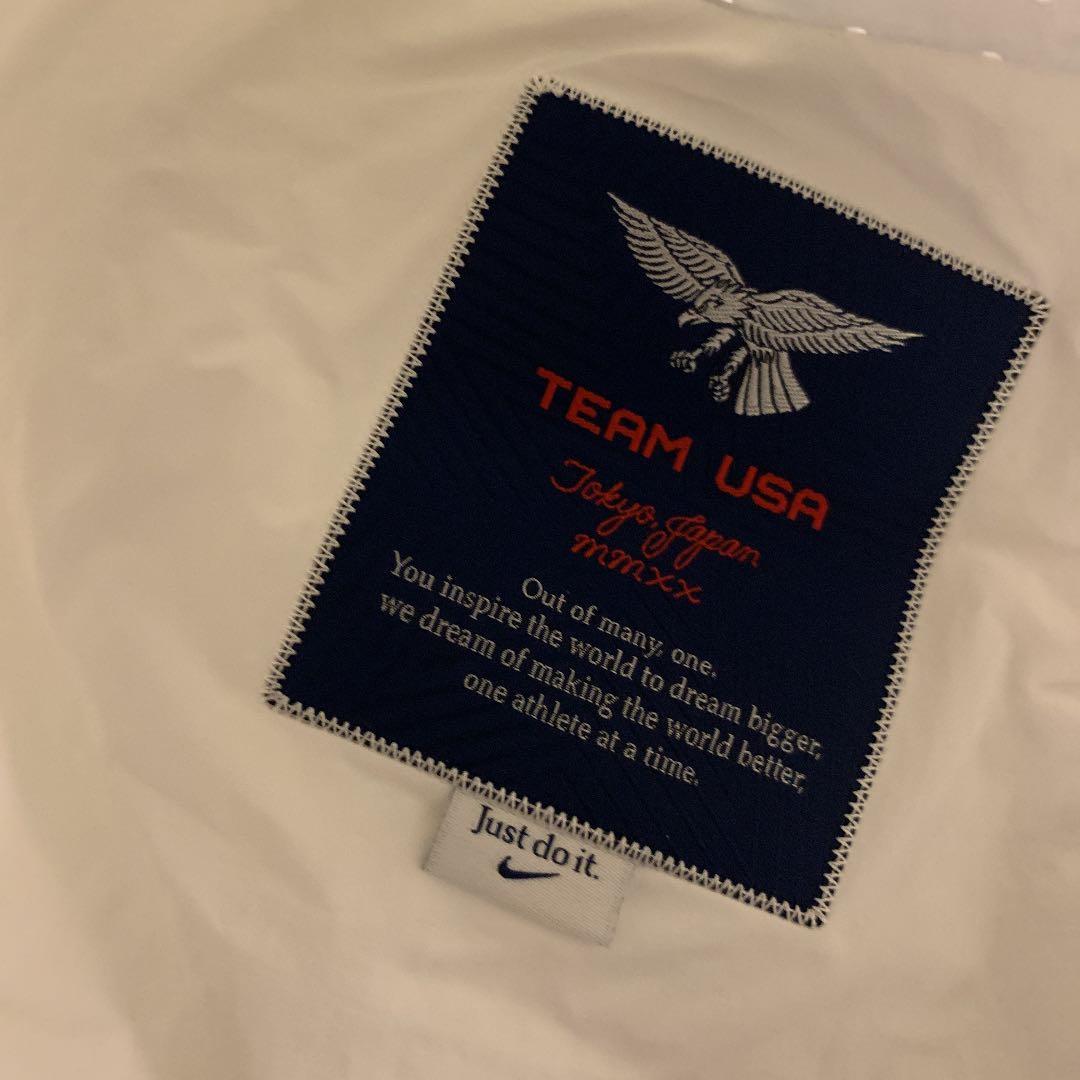 TEAM USA
Tokyo, Japan
mmxx
Out of many, one.
You inspire the world to dream bigger,
we dream of making the world better,
one athlete at a time.
Just do it.